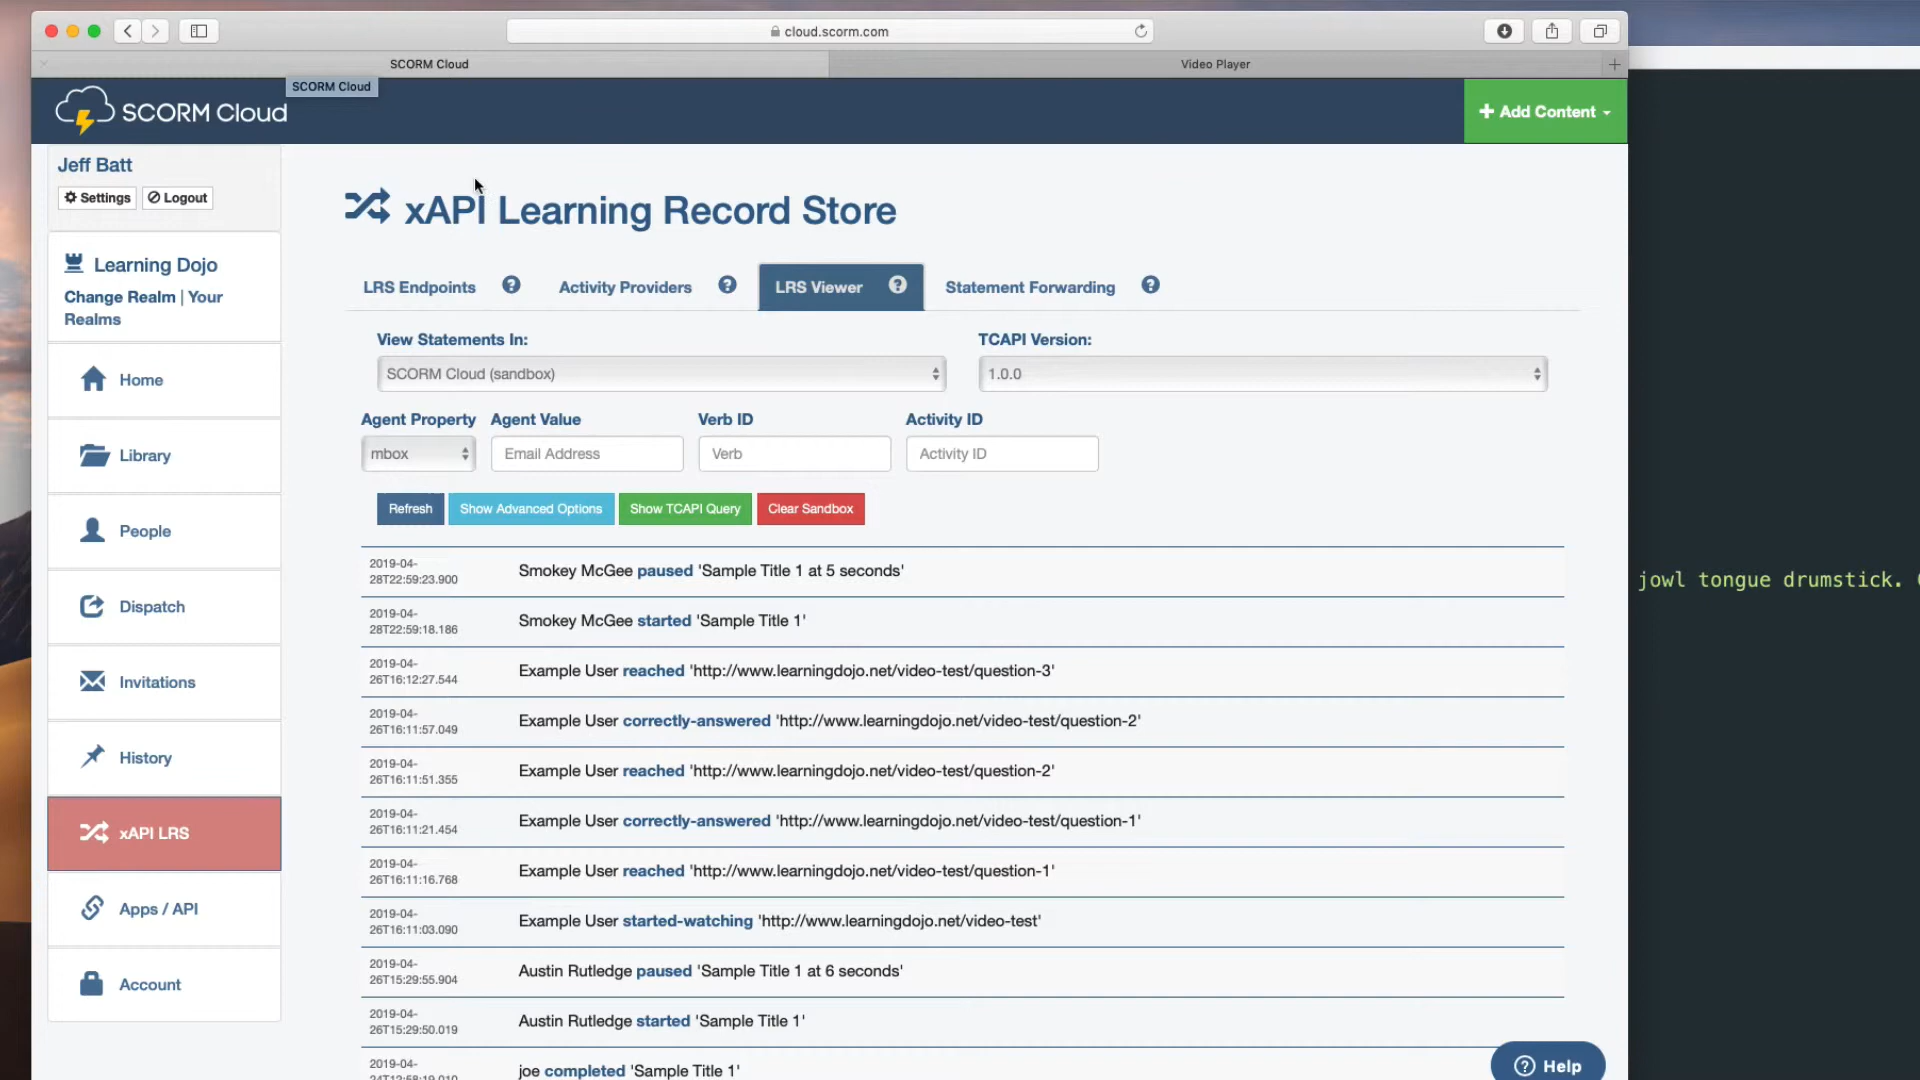 cloud.scorm.com
SCORM Cloud
Video Player
SCORM Cloud
SCORM Cloud
Add Content
Jeff Batt
Settings
Logout
Learning Dojo
Change Realm | Your
Realms
Home
Library
People
Dispatch
Invitations
History
xAPI LRS
Apps / API
Account
xAPI Learning Record Store
LRS Endpoints ?
Activity Providers ?
LRS Viewer ?
Statement Forwarding ?
View Statements In:
TCAPI Version:
SCORM Cloud (sandbox)
1.0.0
Agent Property
Agent Value
Verb ID
Activity ID
mbox
Email Address
Verb
Activity ID
Refresh
Show Advanced Options
Show TCAPI Query
Clear Sandbox
2019-04-
28T22:59:23.900
Smokey McGee paused 'Sample Title 1 at 5 seconds'
2019-04-
28T22:59:18.186
Smokey McGee started 'Sample Title 1'
2019-04-
26T16:12:27.544
Example User reached 'http://www.learningdojo.net/video-test/question-3'
2019-04-
26T16:11:57.049
Example User correctly-answered 'http://www.learningdojo.net/video-test/question-2'
2019-04-
26T16:11:51.355
Example User reached 'http://www.learningdojo.net/video-test/question-2'
2019-04-
26T16:11:21.454
Example User correctly-answered 'http://www.learningdojo.net/video-test/question-1'
2019-04-
26T16:11:16.768
Example User reached 'http://www.learningdojo.net/video-test/question-1'
2019-04-
26T16:11:03.090
Example User started-watching 'http://www.learningdojo.net/video-test'
2019-04-
26T15:29:55.904
Austin Rutledge paused 'Sample Title 1 at 6 seconds'
2019-04-
26T15:29:50.019
Austin Rutledge started 'Sample Title 1'
2019-04-
joe completed 'Sample Title 1'
? Help
jowl tongue drumstick.